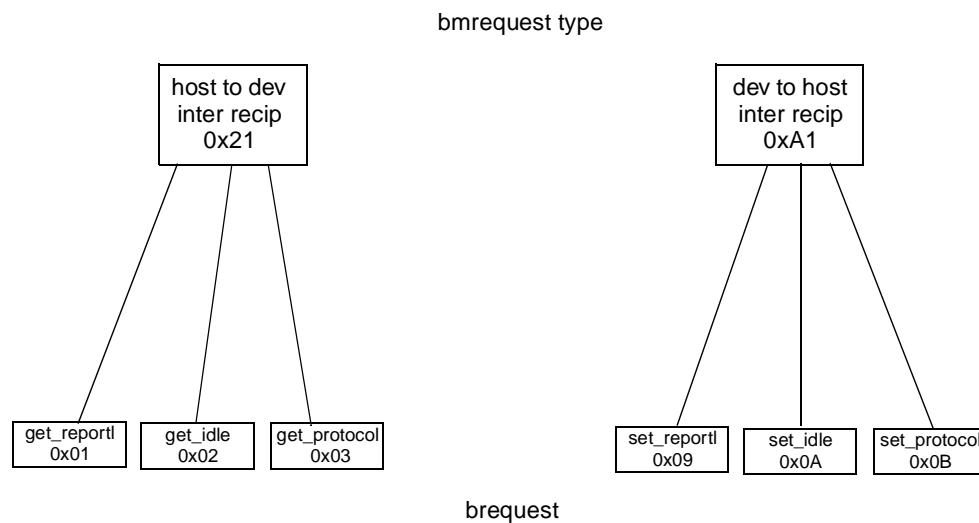 bmrequest type
host to dev
inter recip
0x21
dev to host
inter recip
0xA1
get_reportl
0x01
get_idle
0x02
get_protocol
0x03
set_reportl
0x09
set_idle
0x0A
set_protocol
0x0B
brequest